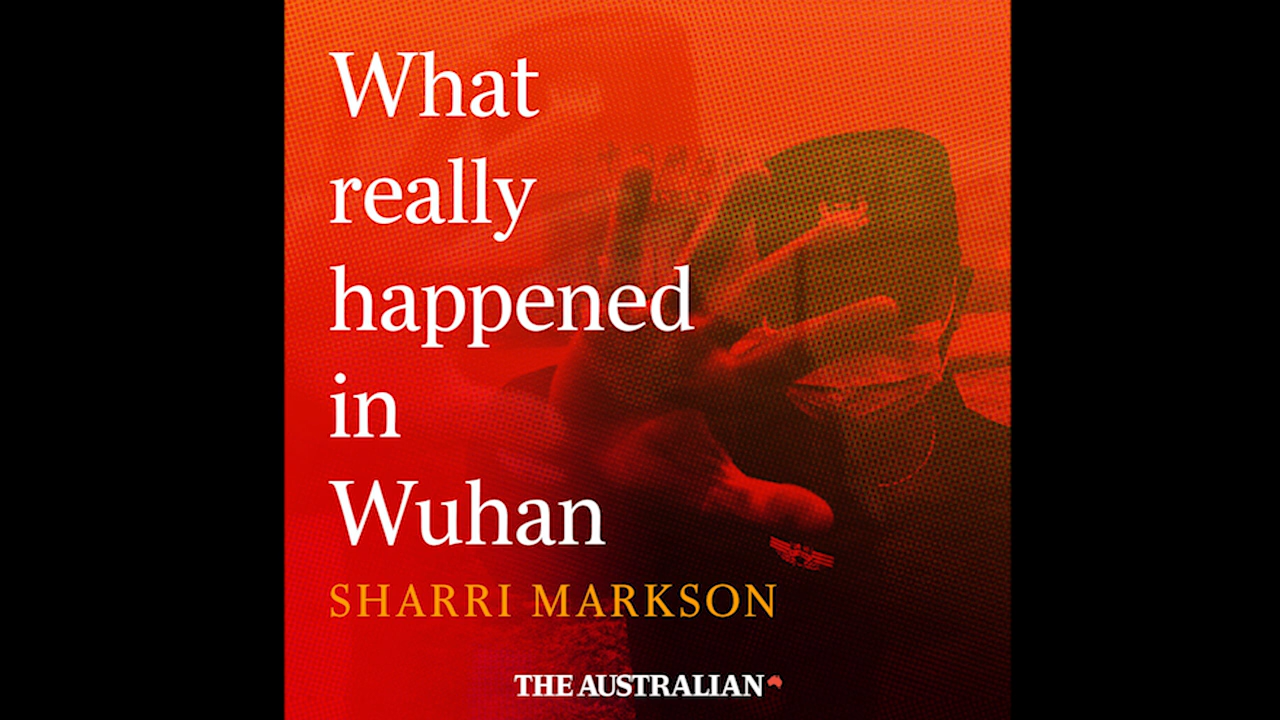 What
really
happened
in
Wuhan
SHARRI MARKSON
THE AUSTRALIAN